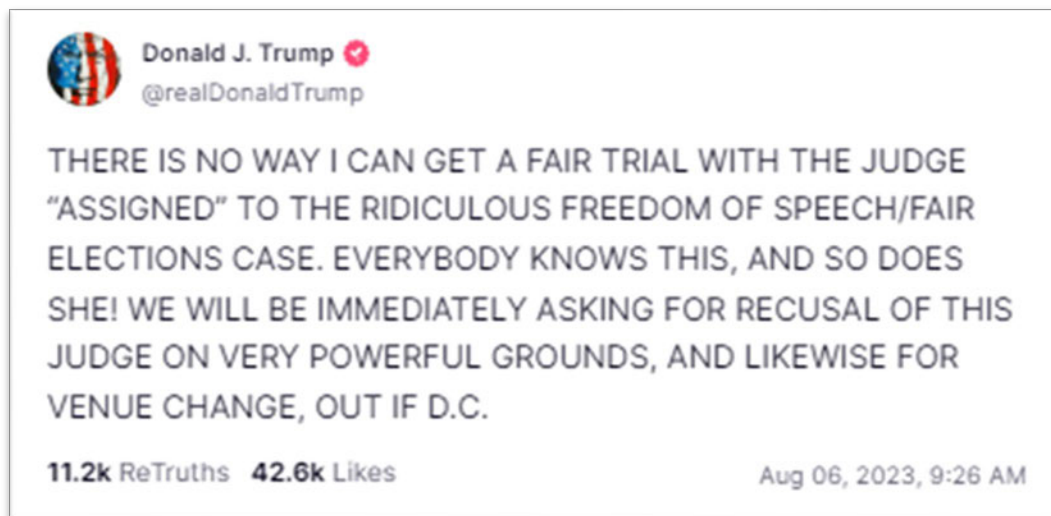 Donald J. Trump
@realDonaldTrump
THERE IS NO WAY I CAN GET A FAIR TRIAL WITH THE JUDGE
“ASSIGNED” TO THE RIDICULOUS FREEDOM OF SPEECH/FAIR
ELECTIONS CASE. EVERYBODY KNOWS THIS, AND SO DOES
SHE! WE WILL BE IMMEDIATELY ASKING FOR RECUSAL OF THIS
JUDGE ON VERY POWERFUL GROUNDS, AND LIKEWISE FOR
VENUE CHANGE, OUT IF D.C.
11.2k ReTruths 42.6k Likes Aug 06, 2023, 9:26 AM